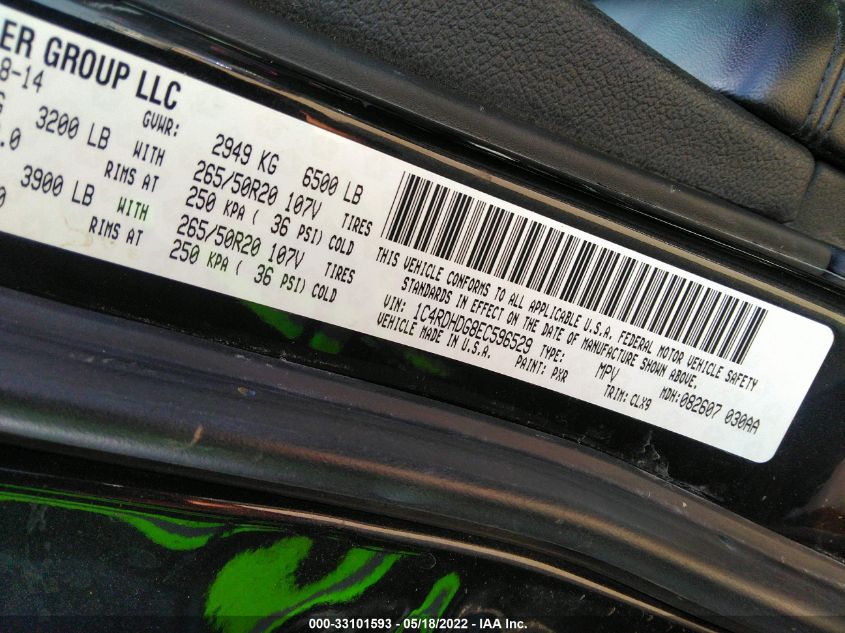 ER GROUP LLC
8-14
GVWR: 2949 KG 6500 LB
3200 LB WITH 265/50R20 107V TIRES
.0 RIMS AT 250 KPA ( 36 PSI) COLD
3900 LB WITH 265/50R20 107V TIRES
0 RIMS AT 250 KPA ( 36 PSI) COLD
THIS VEHICLE CONFORMS TO ALL APPLICABLE U.S.A. FEDERAL MOTOR VEHICLE SAFETY
STANDARDS IN EFFECT ON THE DATE OF MANUFACTURE SHOWN ABOVE.
VIN: 1C4RDHDG8EC596529 TYPE: MPV MDH:082607 030AA
VEHICLE MADE IN U.S.A. PAINT: PXR TRIM:CLX9
000-33101593 — 05/18/2022 — IAA Inc.